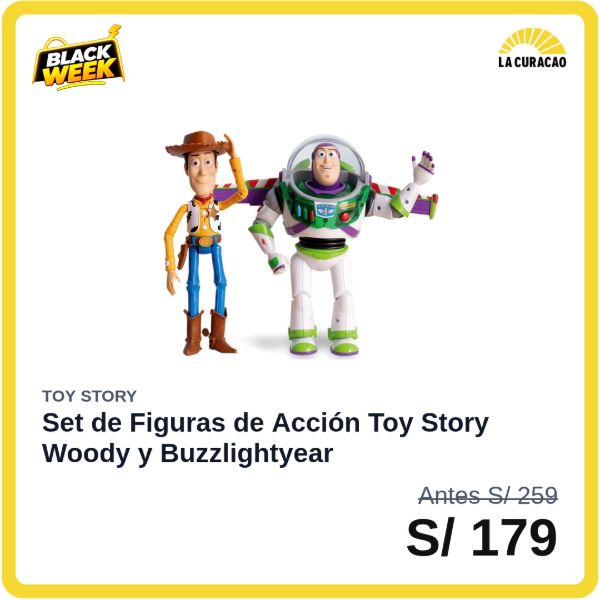 BLACK
WEEK
LA CURACAO
TOY STORY
Set de Figuras de Acción Toy Story
Woody y Buzzlightyear
Antes S/ 259
S/ 179